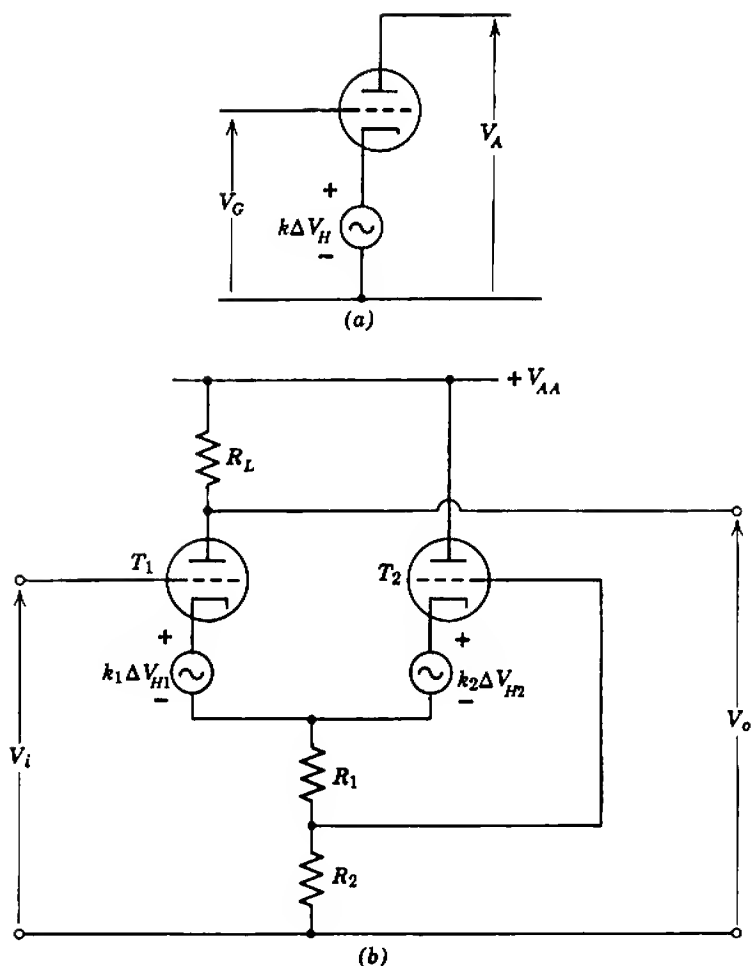 V_G
V_A
+
kΔV_H
−
(a)
+ V_AA
R_L
T_1
T_2
+
+
k_1ΔV_H1
k_2ΔV_H2
−
−
V_i
V_o
R_1
R_2
(b)